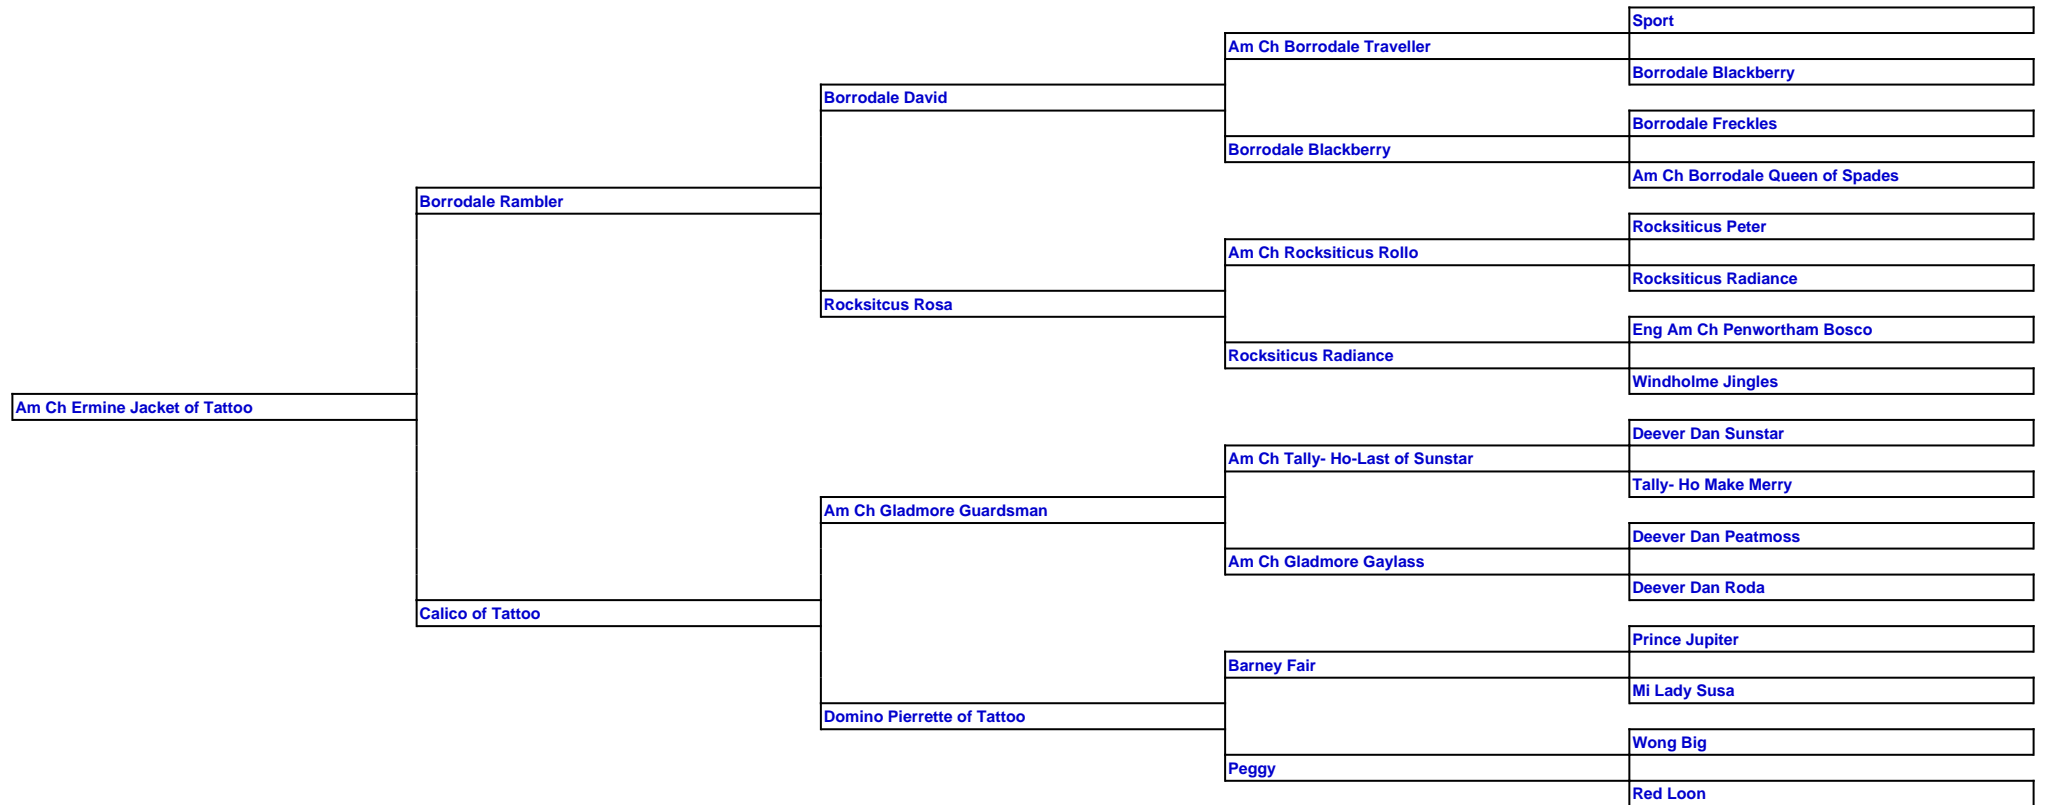 Sport
Am Ch Borrodale Traveller
Borrodale Blackberry
Borrodale David
Borrodale Freckles
Borrodale Blackberry
Am Ch Borrodale Queen of Spades
Borrodale Rambler
Rocksiticus Peter
Am Ch Rocksiticus Rollo
Rocksiticus Radiance
Rocksitcus Rosa
Eng Am Ch Penwortham Bosco
Rocksiticus Radiance
Windholme Jingles
Am Ch Ermine Jacket of Tattoo
Deever Dan Sunstar
Am Ch Tally- Ho-Last of Sunstar
Tally- Ho Make Merry
Am Ch Gladmore Guardsman
Deever Dan Peatmoss
Am Ch Gladmore Gaylass
Deever Dan Roda
Calico of Tattoo
Prince Jupiter
Barney Fair
Mi Lady Susa
Domino Pierrette of Tattoo
Wong Big
Peggy
Red Loon